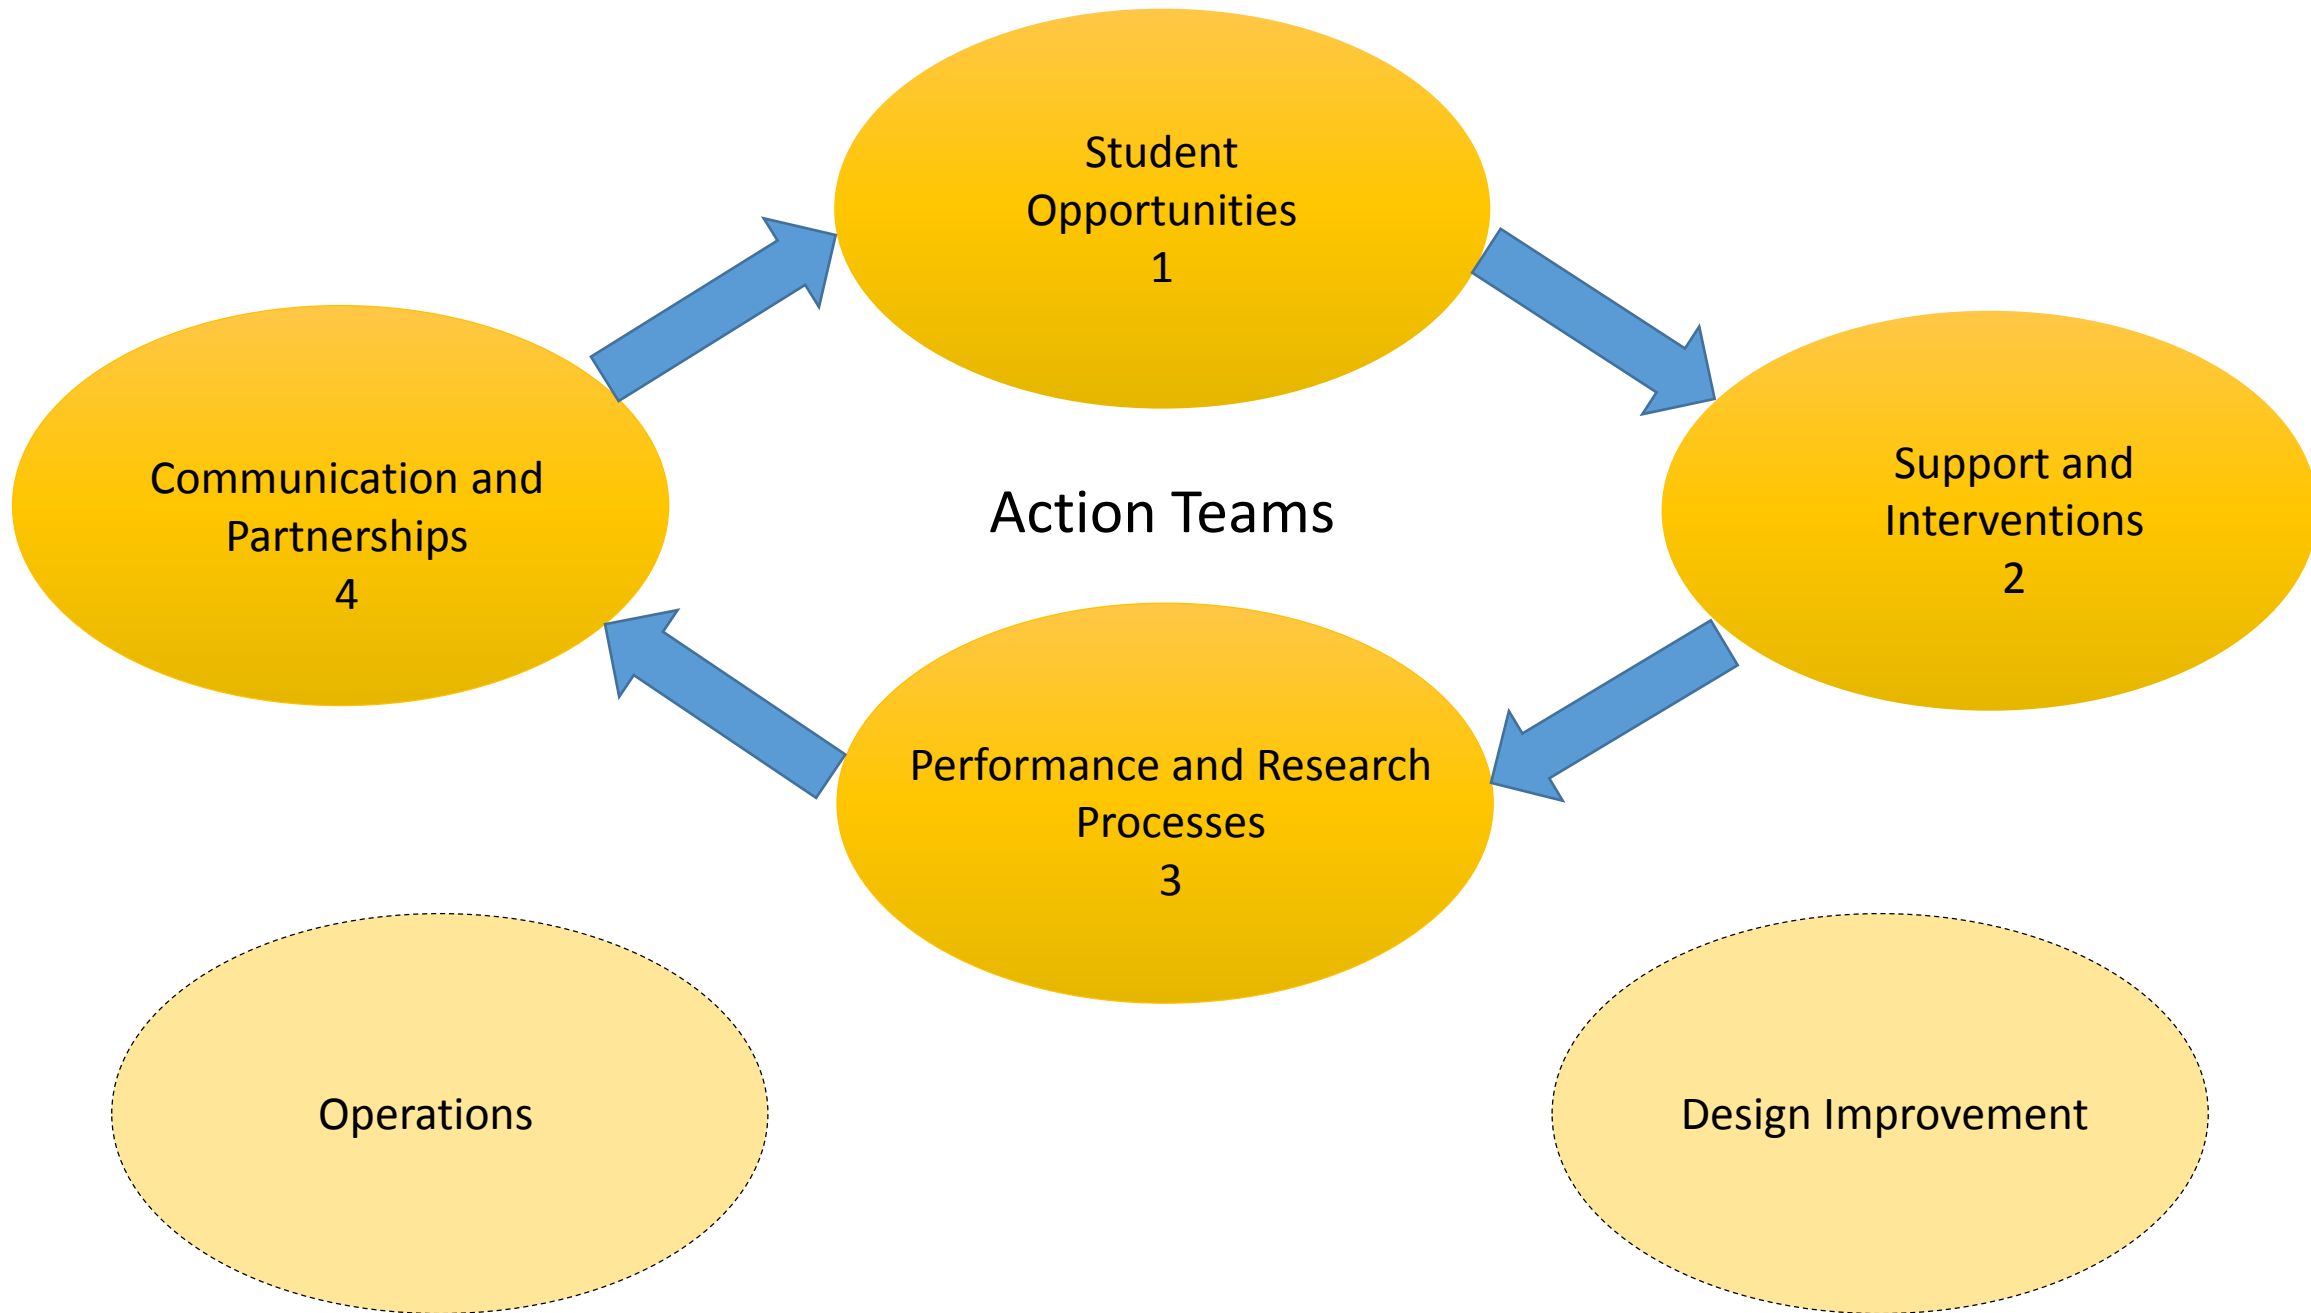 Student
Opportunities
1
Communication and
Partnerships
4
Action Teams
Support and
Interventions
2
Performance and Research
Processes
3
Operations
Design Improvement